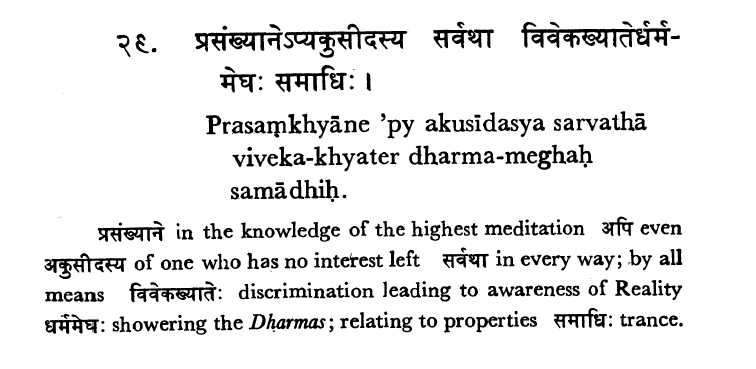 २९. प्रसंख्यानेऽप्यकुसीदस्य सर्वथा विवेकख्यातेर्धर्म-
मेघः समाधिः ।
Prasaṃkhyāne 'py akusīdasya sarvathā
viveka-khyater dharma-meghaḥ
samādhiḥ.
प्रसंख्याने in the knowledge of the highest meditation अपि even
अकुसीदस्य of one who has no interest left सर्वथा in every way; by all
means विवेकख्यातेः discrimination leading to awareness of Reality
धर्ममेघः showering the Dharmas; relating to properties समाधिः trance.